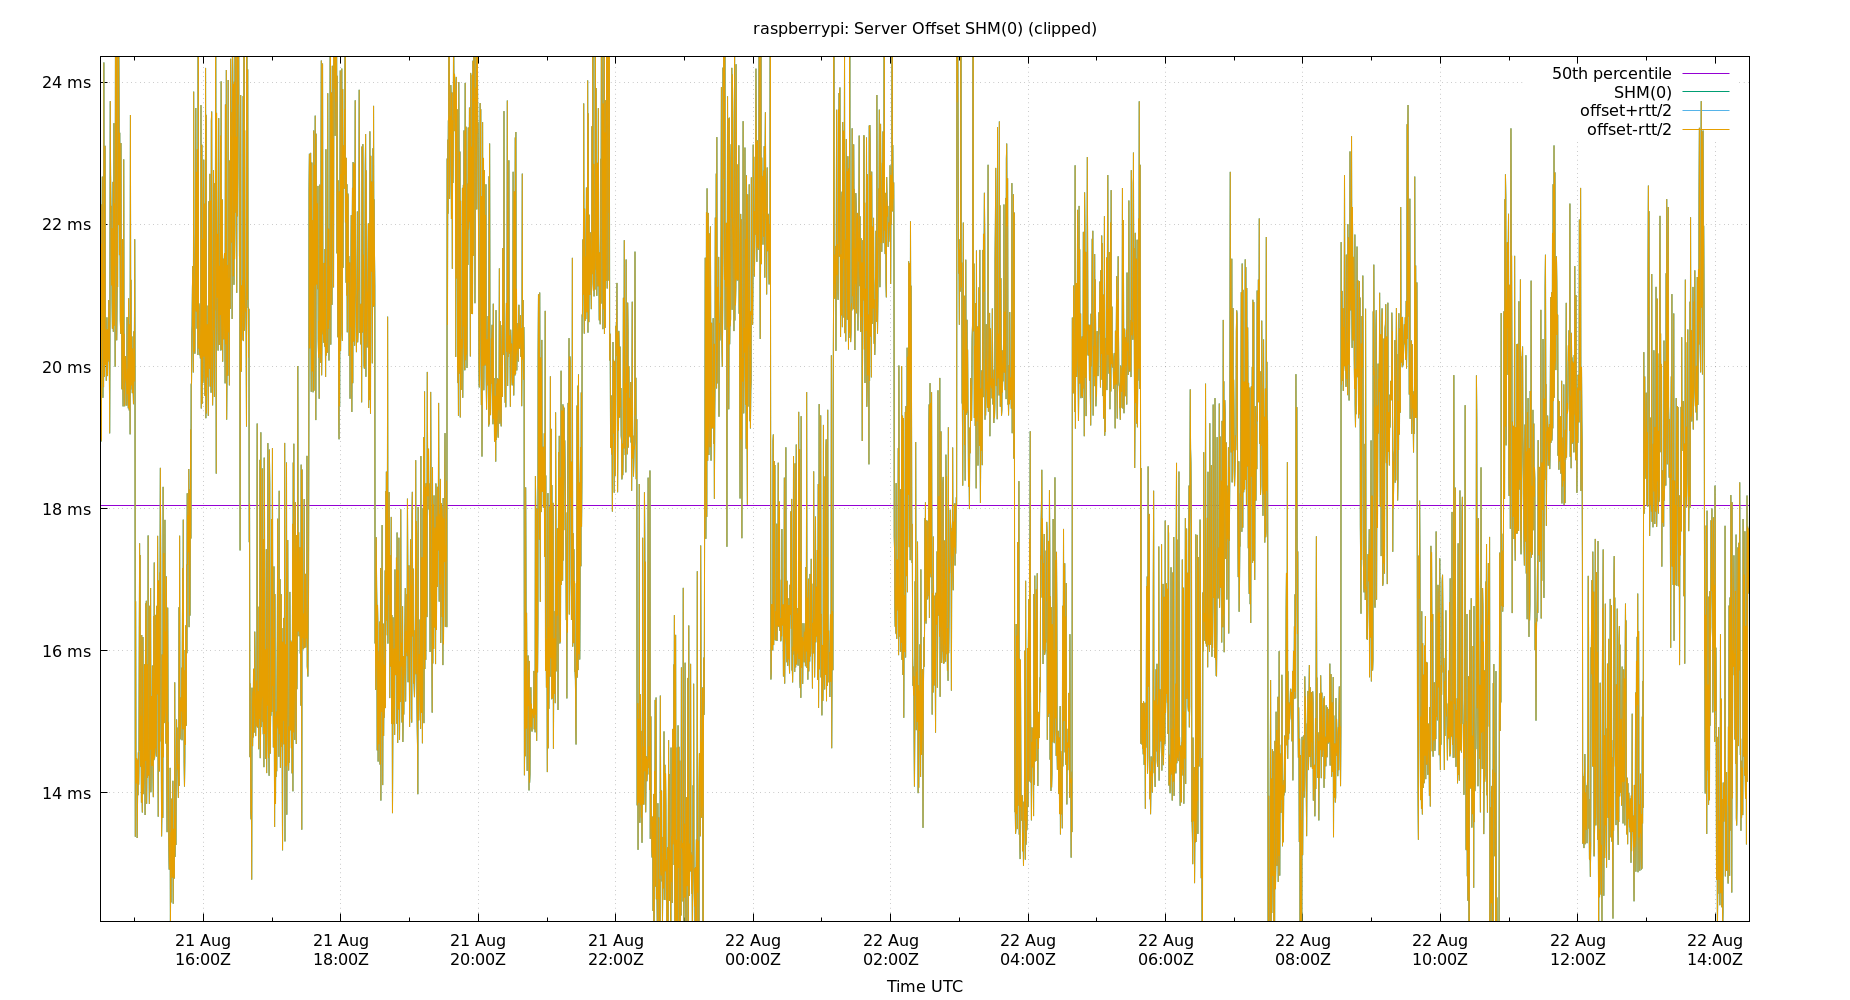 raspberrypi: Server Offset SHM(0) (clipped)
50th percentile
SHM(0)
offset+rtt/2
offset-rtt/2
24 ms
22 ms
20 ms
18 ms
16 ms
14 ms
21 Aug 21 Aug 21 Aug 21 Aug 22 Aug 22 Aug 22 Aug 22 Aug 22 Aug 22 Aug 22 Aug 22 Aug
16:00Z 18:00Z 20:00Z 22:00Z 00:00Z 02:00Z 04:00Z 06:00Z 08:00Z 10:00Z 12:00Z 14:00Z
Time UTC